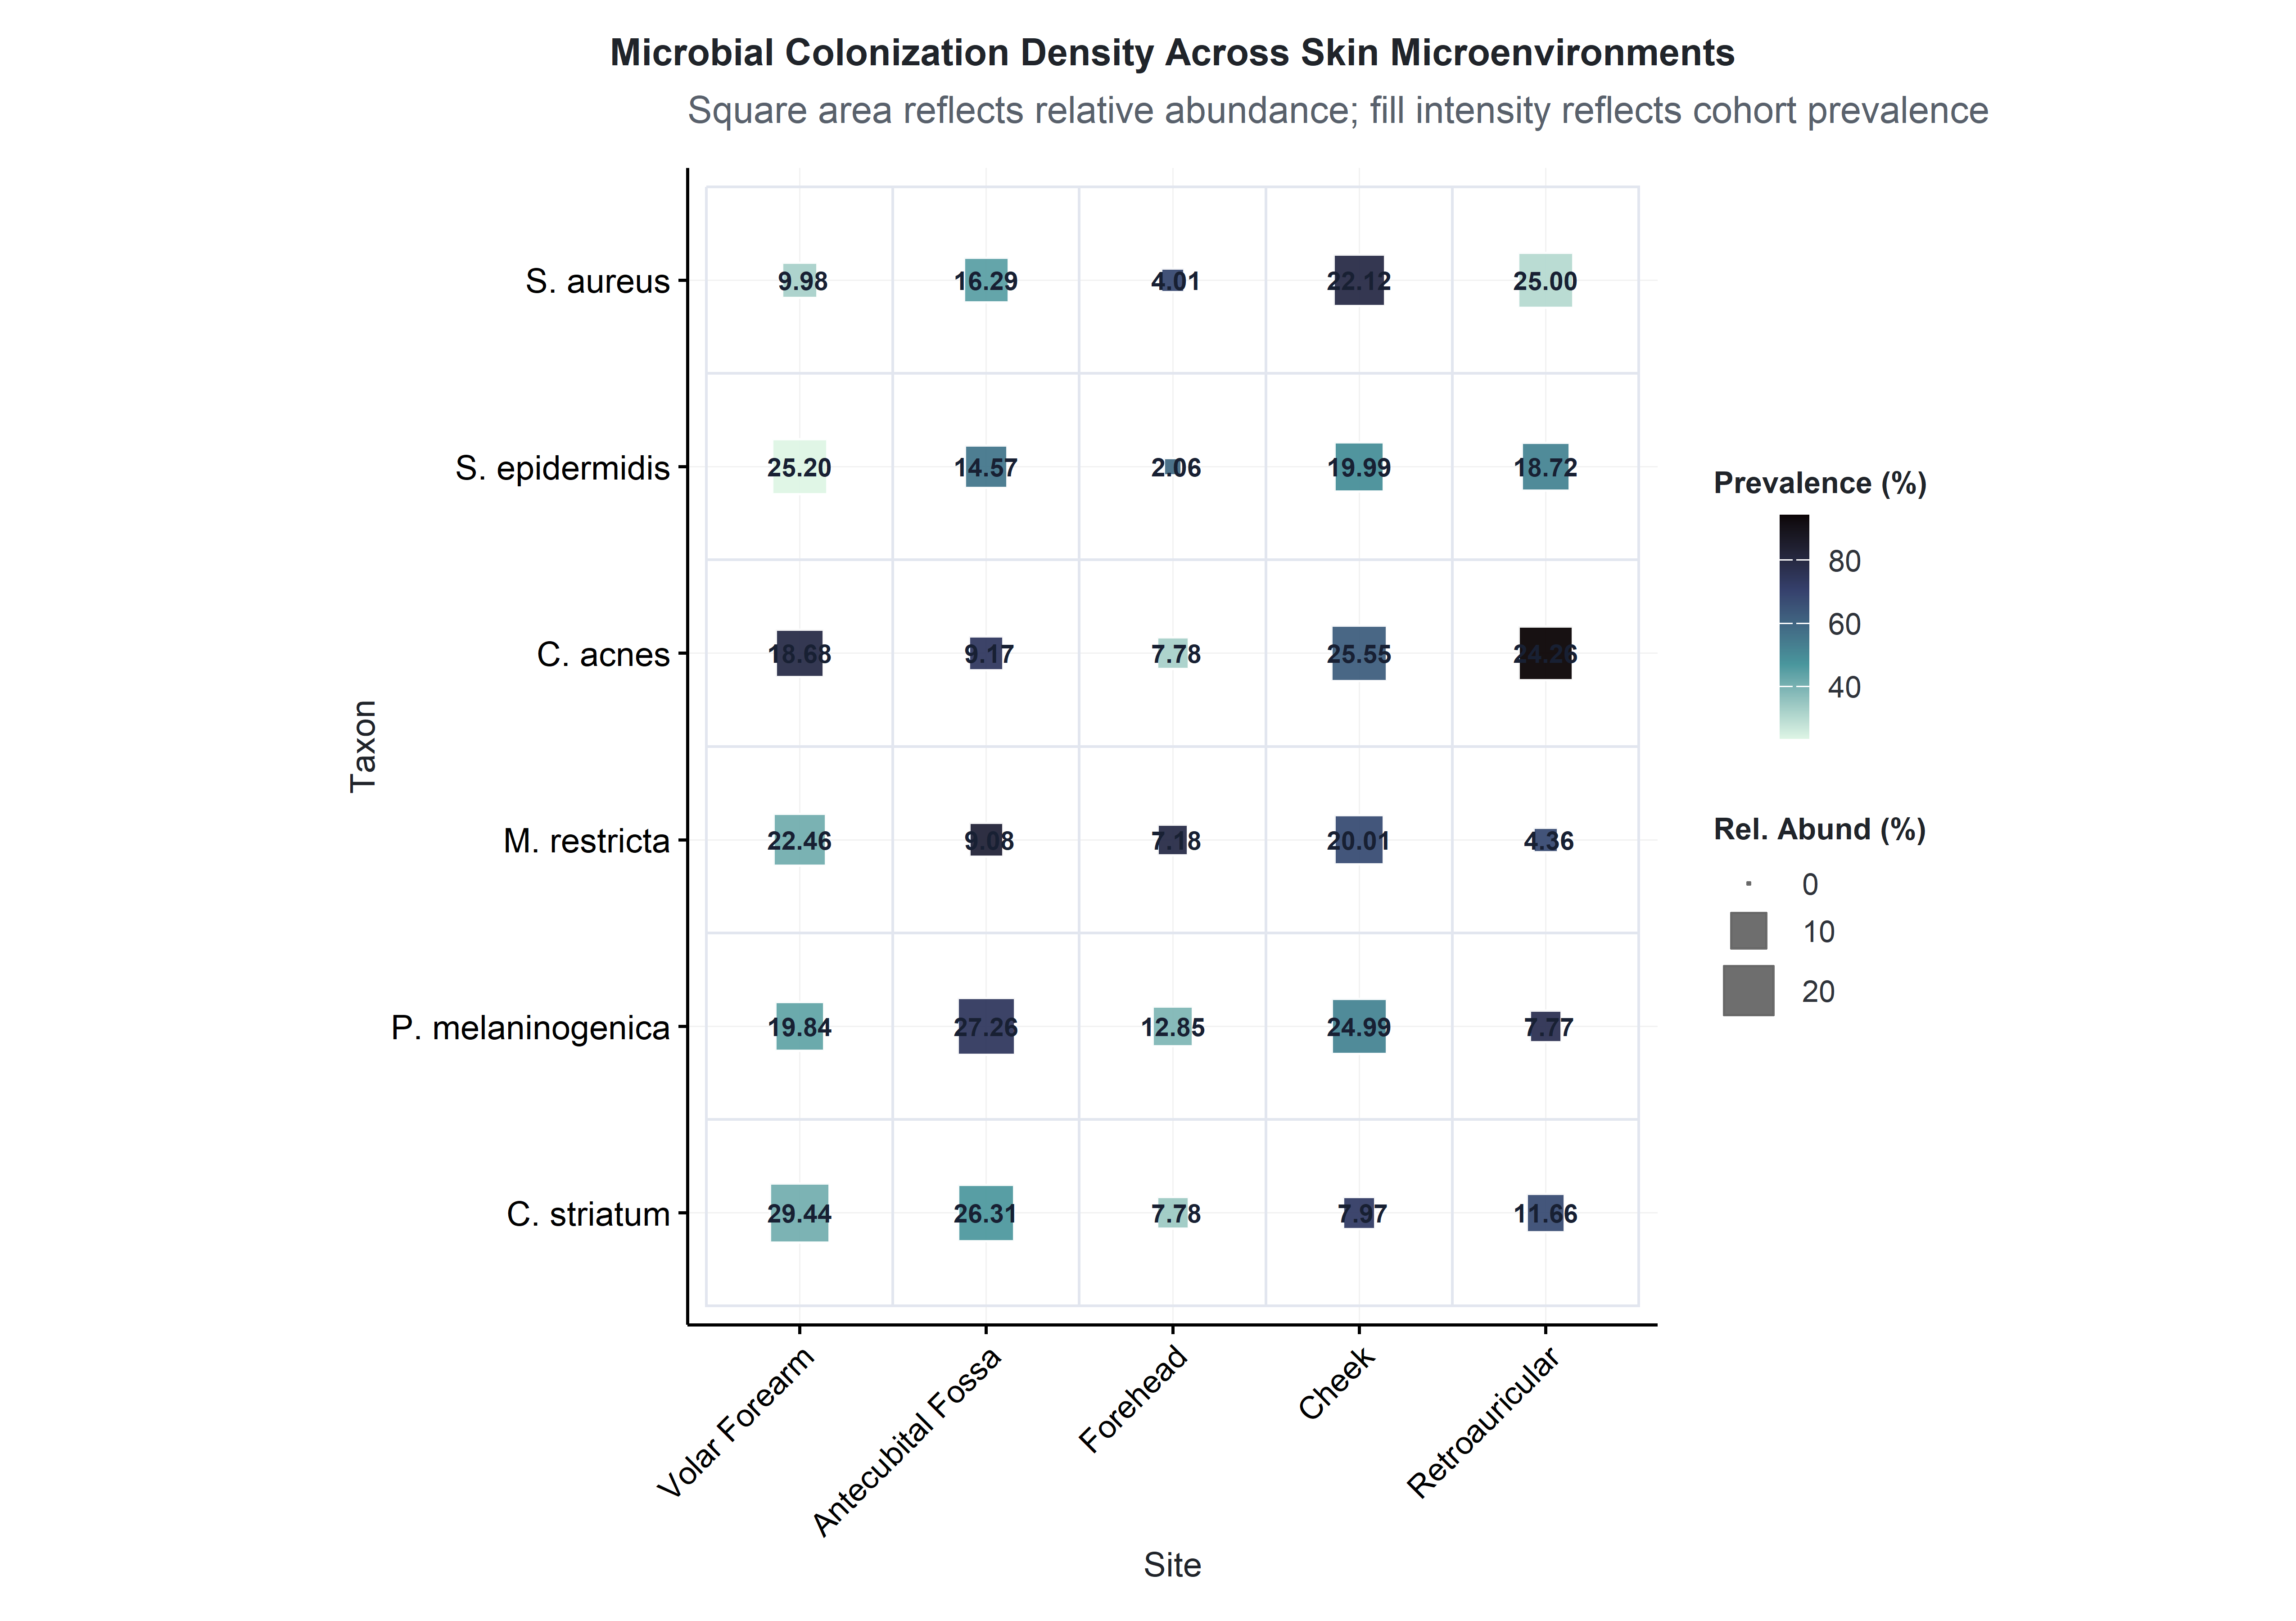 Microbial Colonization Density Across Skin Microenvironments
Square area reflects relative abundance; fill intensity reflects cohort prevalence
Taxon
S. aureus
9.98 16.29 4.01 22.12 25.00
S. epidermidis
25.20 14.57 2.06 19.99 18.72
C. acnes
18.68 9.17 7.78 25.55 24.26
M. restricta
22.46 9.08 7.18 20.01 4.36
P. melaninogenica
19.84 27.26 12.85 24.99 7.77
C. striatum
29.44 26.31 7.78 7.97 11.66
Volar Forearm
Antecubital Fossa
Forehead
Cheek
Retroauricular
Site
Prevalence (%)
80
60
40
Rel. Abund (%)
0
10
20